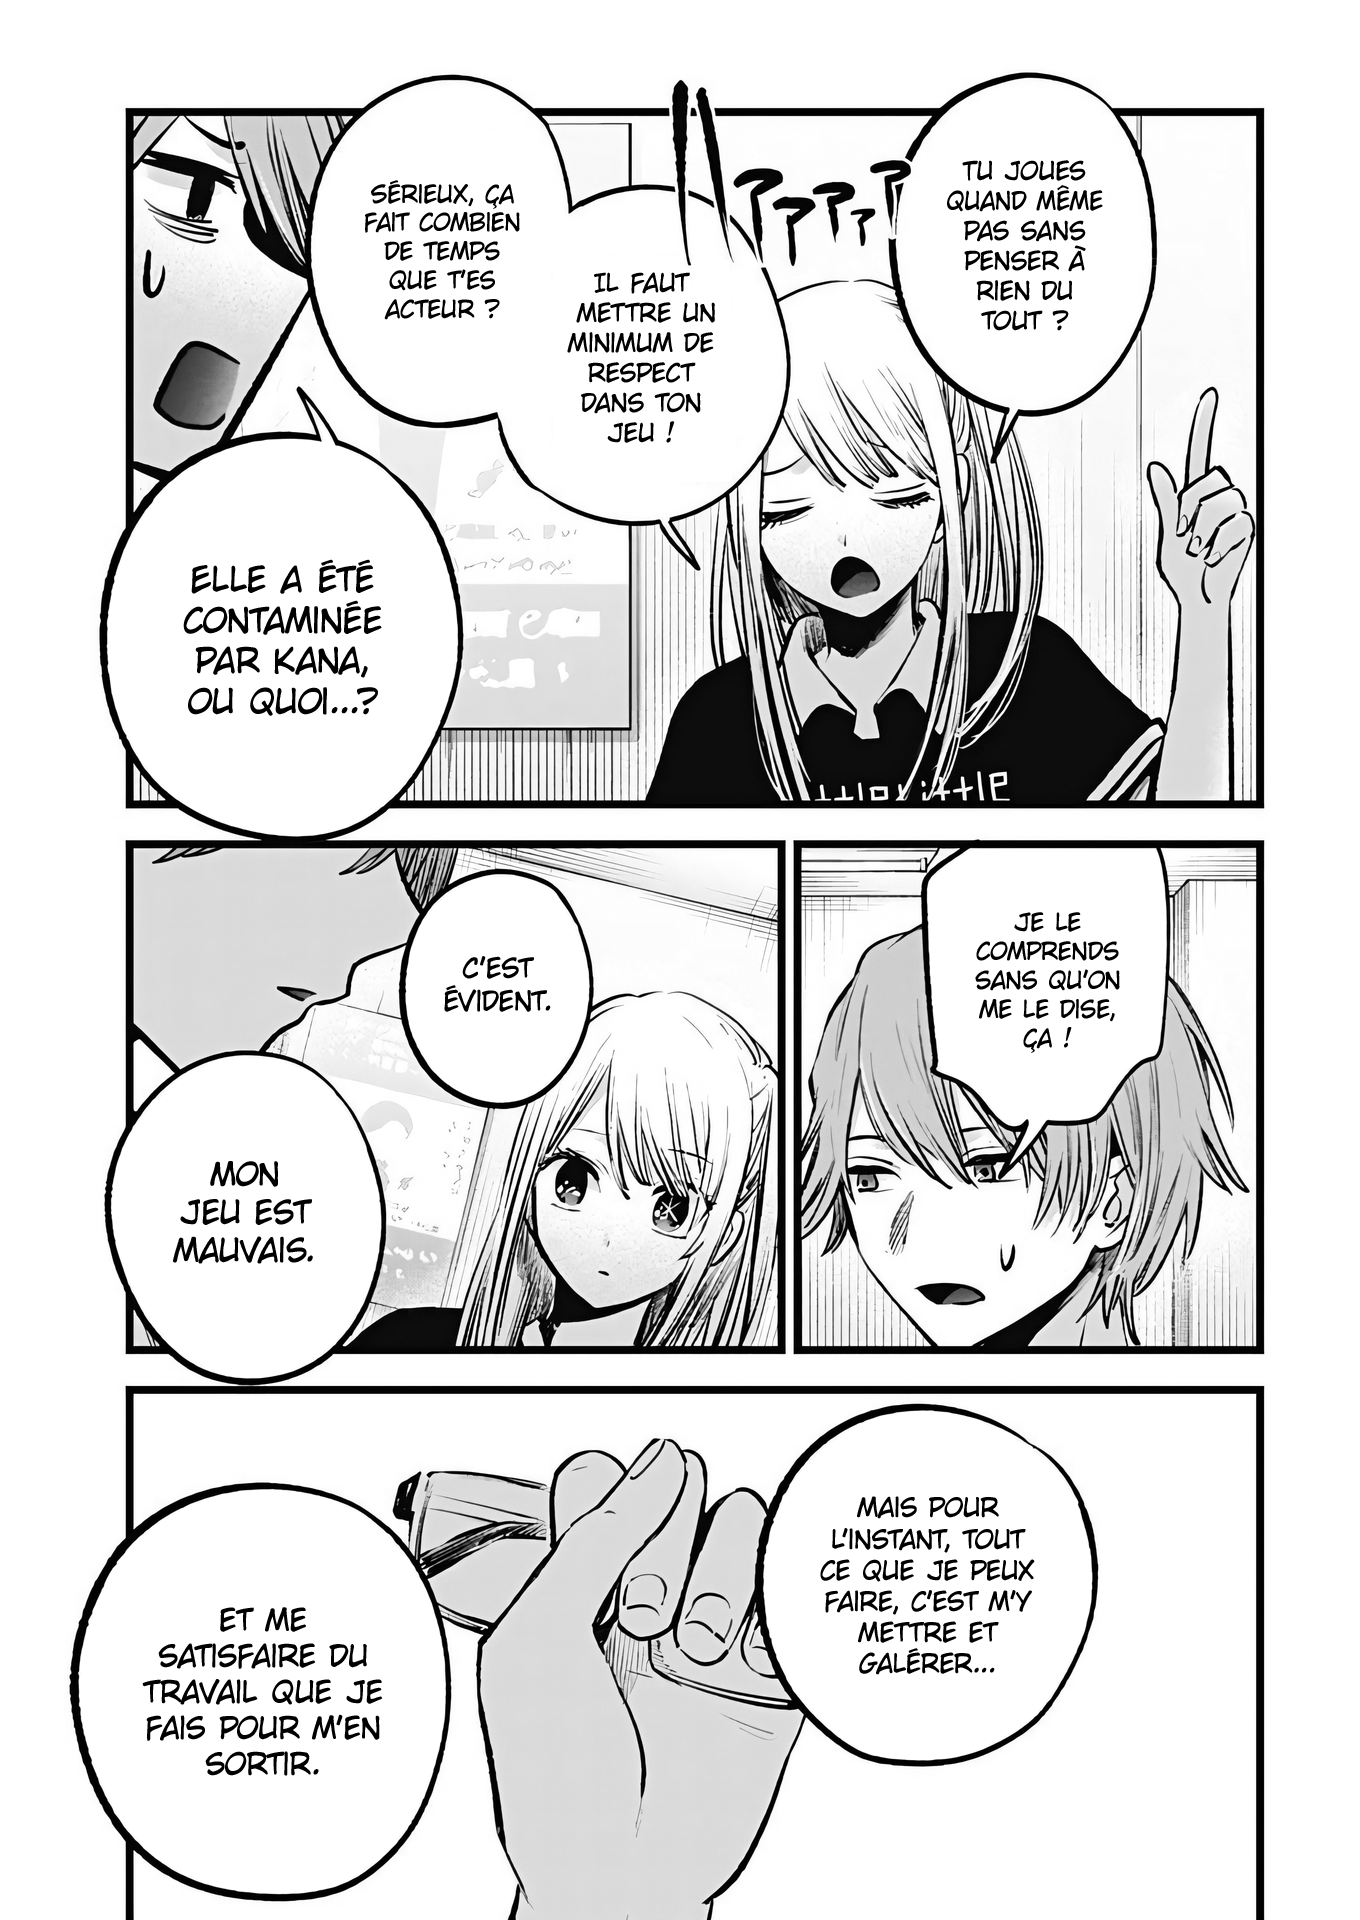 TU JOUES
QUAND MÊME
PAS SANS
PENSER À
RIEN DU
TOUT ?
????
?
IL FAUT
METTRE UN
MINIMUM DE
RESPECT
DANS TON
JEU !
SÉRIEUX, ÇA
FAIT COMBIEN
DE TEMPS
QUE T'ES
ACTEUR ?
ELLE A ÉTÉ
CONTAMINÉE
PAR KANA,
OU QUOI...?
JE LE
COMPRENDS
SANS QU'ON
ME LE DISE,
ÇA !
C'EST
ÉVIDENT.
MON
JEU EST
MAUVAIS.
MAIS POUR
L'INSTANT, TOUT
CE QUE JE PEUX
FAIRE, C'EST M'Y
METTRE ET
GALÉRER...
ET ME
SATISFAIRE DU
TRAVAIL QUE JE
FAIS POUR M'EN
SORTIR.